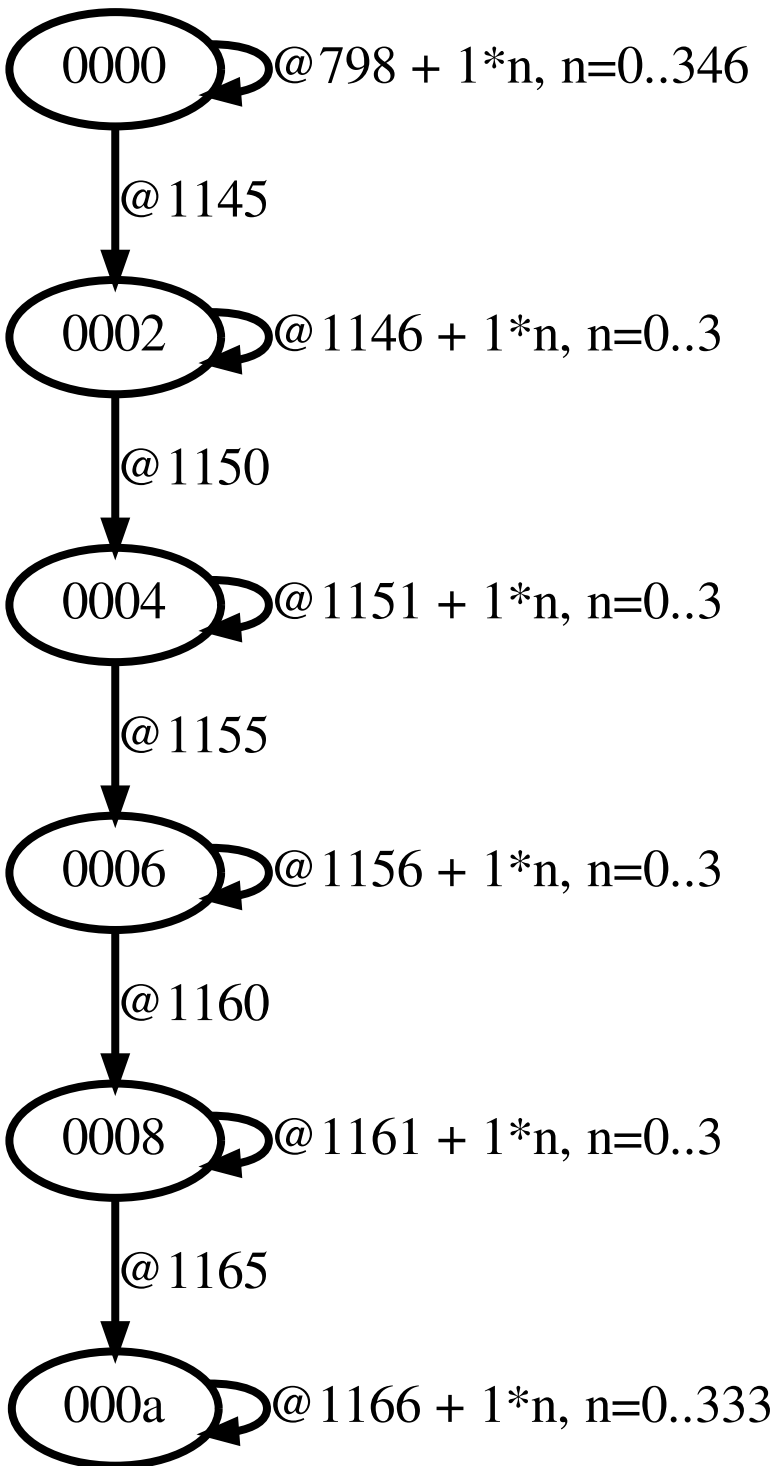 0000 @798 + 1*n, n=0..346
@1145
0002 @1146 + 1*n, n=0..3
@1150
0004 @1151 + 1*n, n=0..3
@1155
0006 @1156 + 1*n, n=0..3
@1160
0008 @1161 + 1*n, n=0..3
@1165
000a @1166 + 1*n, n=0..333